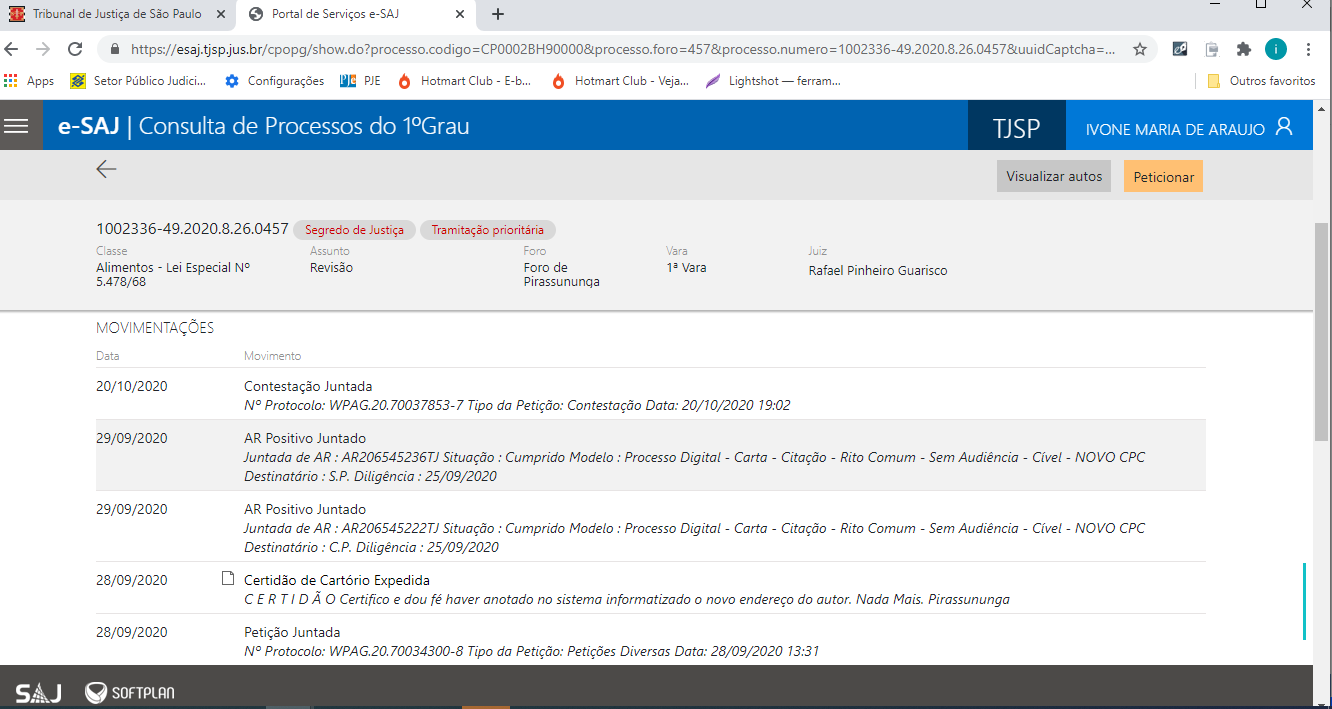 Tribunal de Justiça de São Paulo
Portal de Serviços e-SAJ
https://esaj.tjsp.jus.br/cpopg/show.do?processo.codigo=CP0002BH90000&processo.foro=457&processo.numero=1002336-49.2020.8.26.0457&uuidCaptcha=...
i
Apps
Setor Público Judici...
Configurações
PJE
Hotmart Club - E-b...
Hotmart Club - Veja...
Lightshot — ferram...
Outros favoritos
e-SAJ | Consulta de Processos do 1ºGrau
TJSP
IVONE MARIA DE ARAUJO
Visualizar autos
Peticionar
1002336-49.2020.8.26.0457 Segredo de Justiça Tramitação prioritária
Classe Assunto Foro Vara Juiz
Alimentos - Lei Especial Nº Revisão Foro de 1ª Vara Rafael Pinheiro Guarisco
5.478/68 Pirassununga
MOVIMENTAÇÕES
Data Movimento
20/10/2020 Contestação Juntada
Nº Protocolo: WPAG.20.70037853-7 Tipo da Petição: Contestação Data: 20/10/2020 19:02
29/09/2020 AR Positivo Juntado
Juntada de AR : AR206545236TJ Situação : Cumprido Modelo : Processo Digital - Carta - Citação - Rito Comum - Sem Audiência - Cível - NOVO CPC
Destinatário : S.P. Diligência : 25/09/2020
29/09/2020 AR Positivo Juntado
Juntada de AR : AR206545222TJ Situação : Cumprido Modelo : Processo Digital - Carta - Citação - Rito Comum - Sem Audiência - Cível - NOVO CPC
Destinatário : C.P. Diligência : 25/09/2020
28/09/2020 Certidão de Cartório Expedida
C E R T I D Ã O Certifico e dou fé haver anotado no sistema informatizado o novo endereço do autor. Nada Mais. Pirassununga
28/09/2020 Petição Juntada
Nº Protocolo: WPAG.20.70034300-8 Tipo da Petição: Petições Diversas Data: 28/09/2020 13:31
SAJ SOFTPLAN